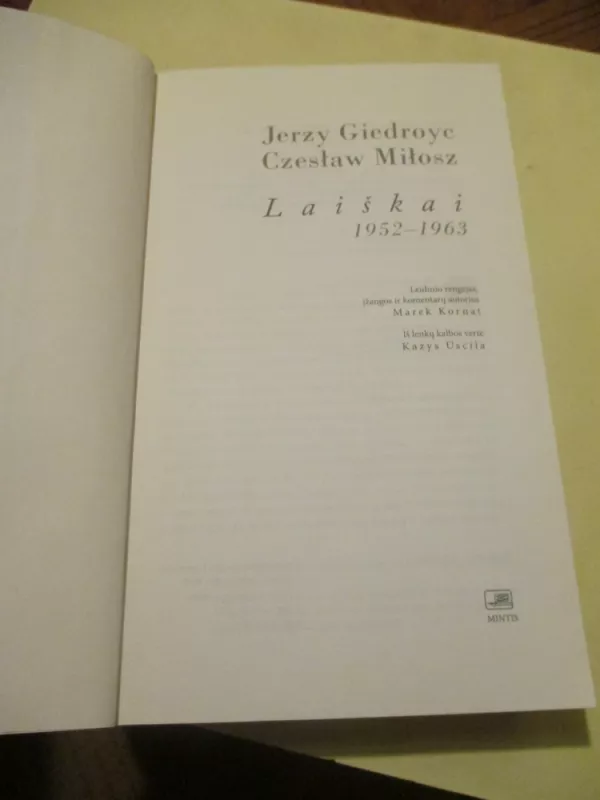 Jerzy Giedroyc
Czesław Miłosz
Laiškai
1952–1963
Leidinio rengėjas,
įžangos ir komentarų autorius
Marek Kornat
Iš lenkų kalbos vertė
Kazys Uscila
MINTIS